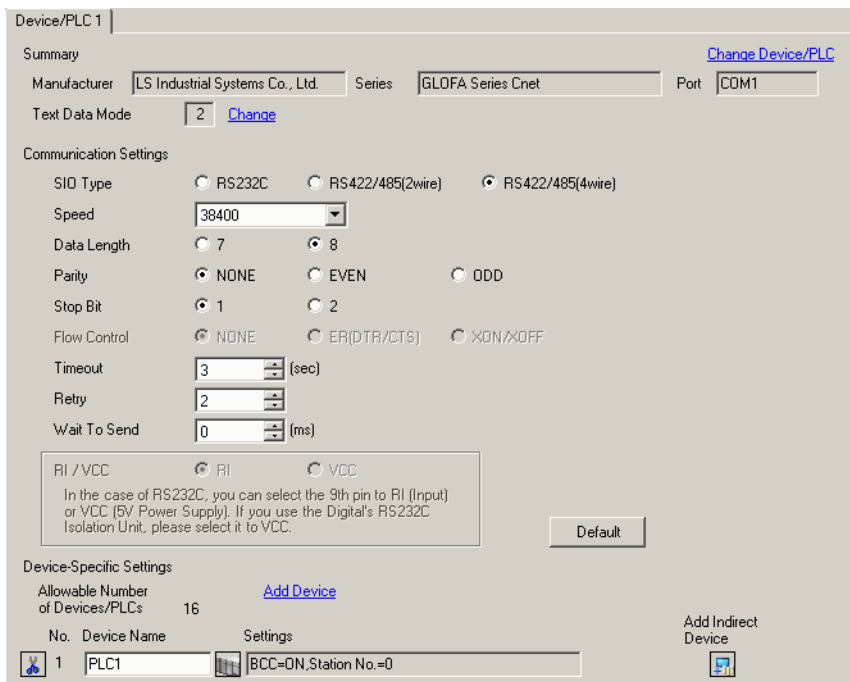 Device/PLC 1
Summary
Change Device/PLC
Manufacturer LS Industrial Systems Co., Ltd. Series GLOFA Series Cnet Port COM1
Text Data Mode 2 Change
Communication Settings
SIO Type RS232C RS422/485(2wire) RS422/485(4wire)
Speed 38400
Data Length 7 8
Parity NONE EVEN ODD
Stop Bit 1 2
Flow Control NONE ER(DTR/CTS) XON/XOFF
Timeout 3 (sec)
Retry 2
Wait To Send 0 (ms)
RI / VCC RI VCC
In the case of RS232C, you can select the 9th pin to RI (Input)
or VCC (5V Power Supply). If you use the Digital's RS232C
Isolation Unit, please select it to VCC.
Default
Device-Specific Settings
Allowable Number
of Devices/PLCs 16
Add Device
No. Device Name Settings
Add Indirect
Device
1 PLC1 BCC=ON,Station No.=0